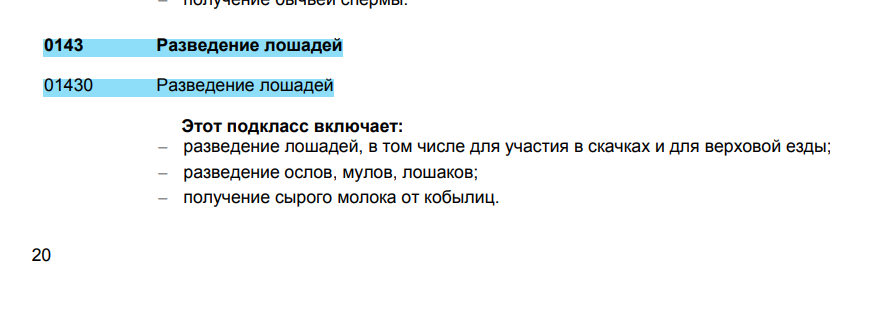 – получение бычьей спермы.
0143 Разведение лошадей
01430 Разведение лошадей
Этот подкласс включает:
– разведение лошадей, в том числе для участия в скачках и для верховой езды;
– разведение ослов, мулов, лошаков;
– получение сырого молока от кобылиц.
20